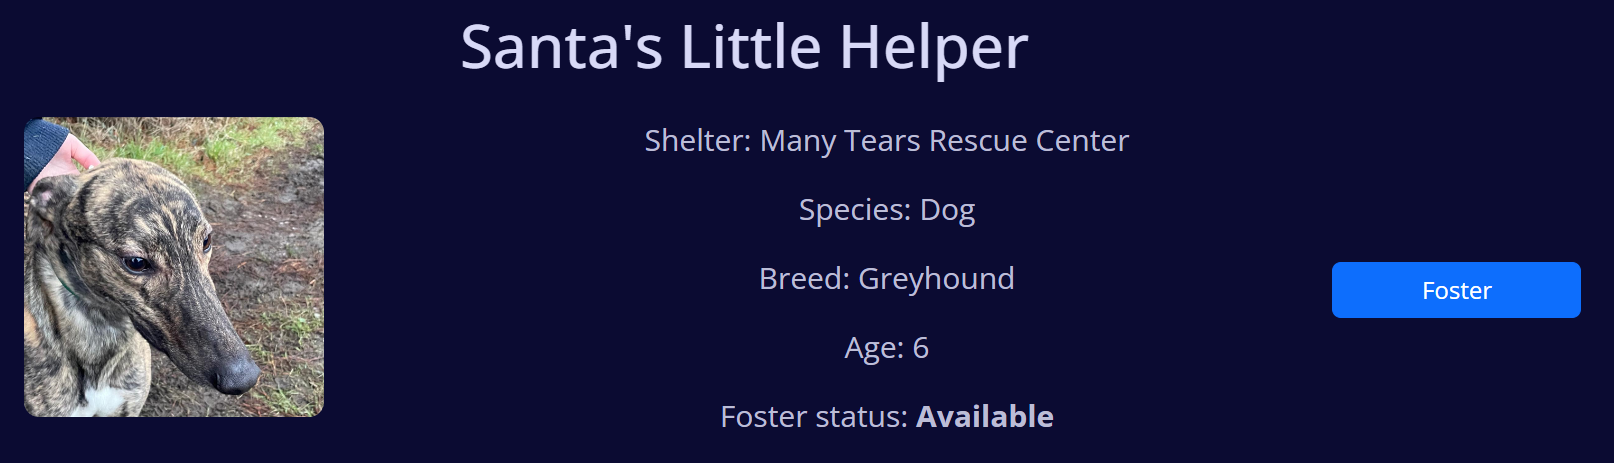 Santa's Little Helper
Shelter: Many Tears Rescue Center
Species: Dog
Breed: Greyhound
Age: 6
Foster status: Available
Foster